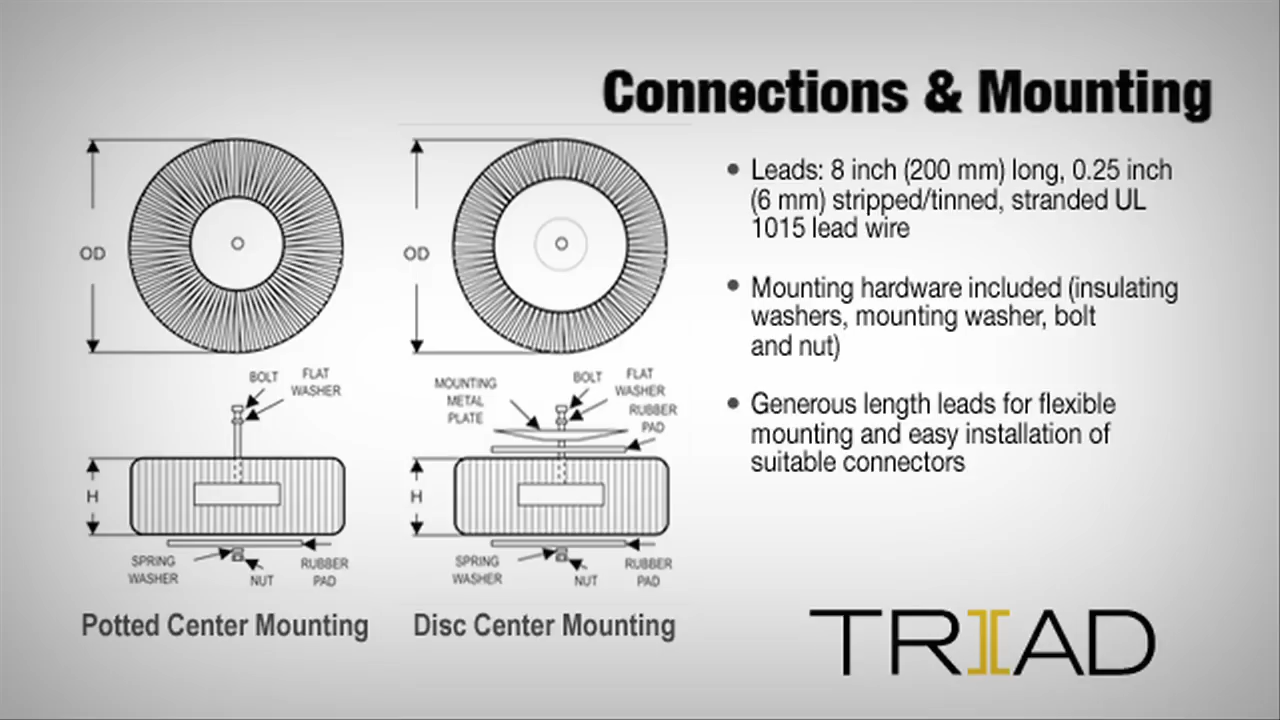 Connections & Mounting
OD
OD
BOLT
FLAT
WASHER
H
SPRING
WASHER
NUT
RUBBER
PAD
Potted Center Mounting
MOUNTING
METAL
PLATE
BOLT
FLAT
WASHER
RUBBER
PAD
H
SPRING
WASHER
NUT
RUBBER
PAD
Disc Center Mounting
• Leads: 8 inch (200 mm) long, 0.25 inch
(6 mm) stripped/tinned, stranded UL
1015 lead wire
• Mounting hardware included (insulating
washers, mounting washer, bolt
and nut)
• Generous length leads for flexible
mounting and easy installation of
suitable connectors
TRIAD